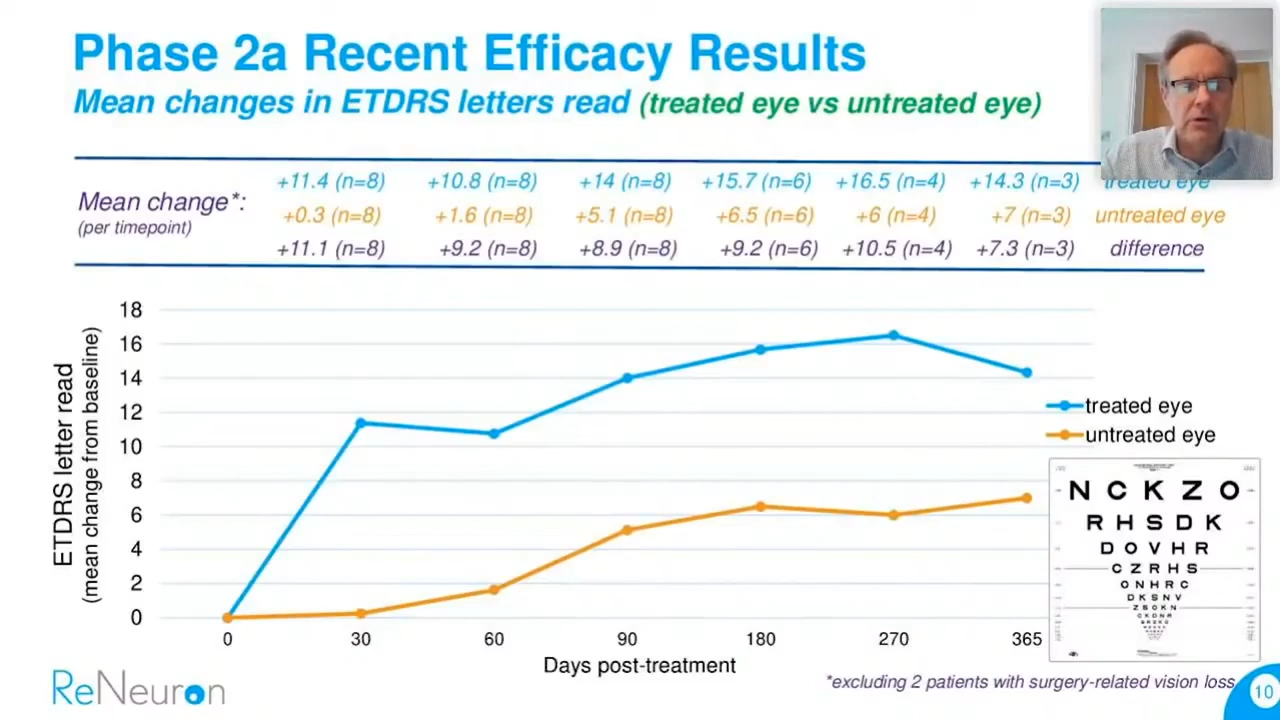 Phase 2a Recent Efficacy Results
Mean changes in ETDRS letters read (treated eye vs untreated eye)
+11.4 (n=8) +10.8 (n=8) +14 (n=8) +15.7 (n=6) +16.5 (n=4) +14.3 (n=3) treated eye
Mean change*:
(per timepoint)
+0.3 (n=8) +1.6 (n=8) +5.1 (n=8) +6.5 (n=6) +6 (n=4) +7 (n=3) untreated eye
+11.1 (n=8) +9.2 (n=8) +8.9 (n=8) +9.2 (n=6) +10.5 (n=4) +7.3 (n=3) difference
ETDRS letter read
(mean change from baseline)
18
16
14
12
10
8
6
4
2
0
0 30 60 90 180 270 365
Days post-treatment
treated eye
untreated eye
N C K Z O
R H S D K
D O V H R
C Z R H S
O N H R C
D K S N V
Z S O K N
C K D N R
*excluding 2 patients with surgery-related vision loss
ReNeuron
10